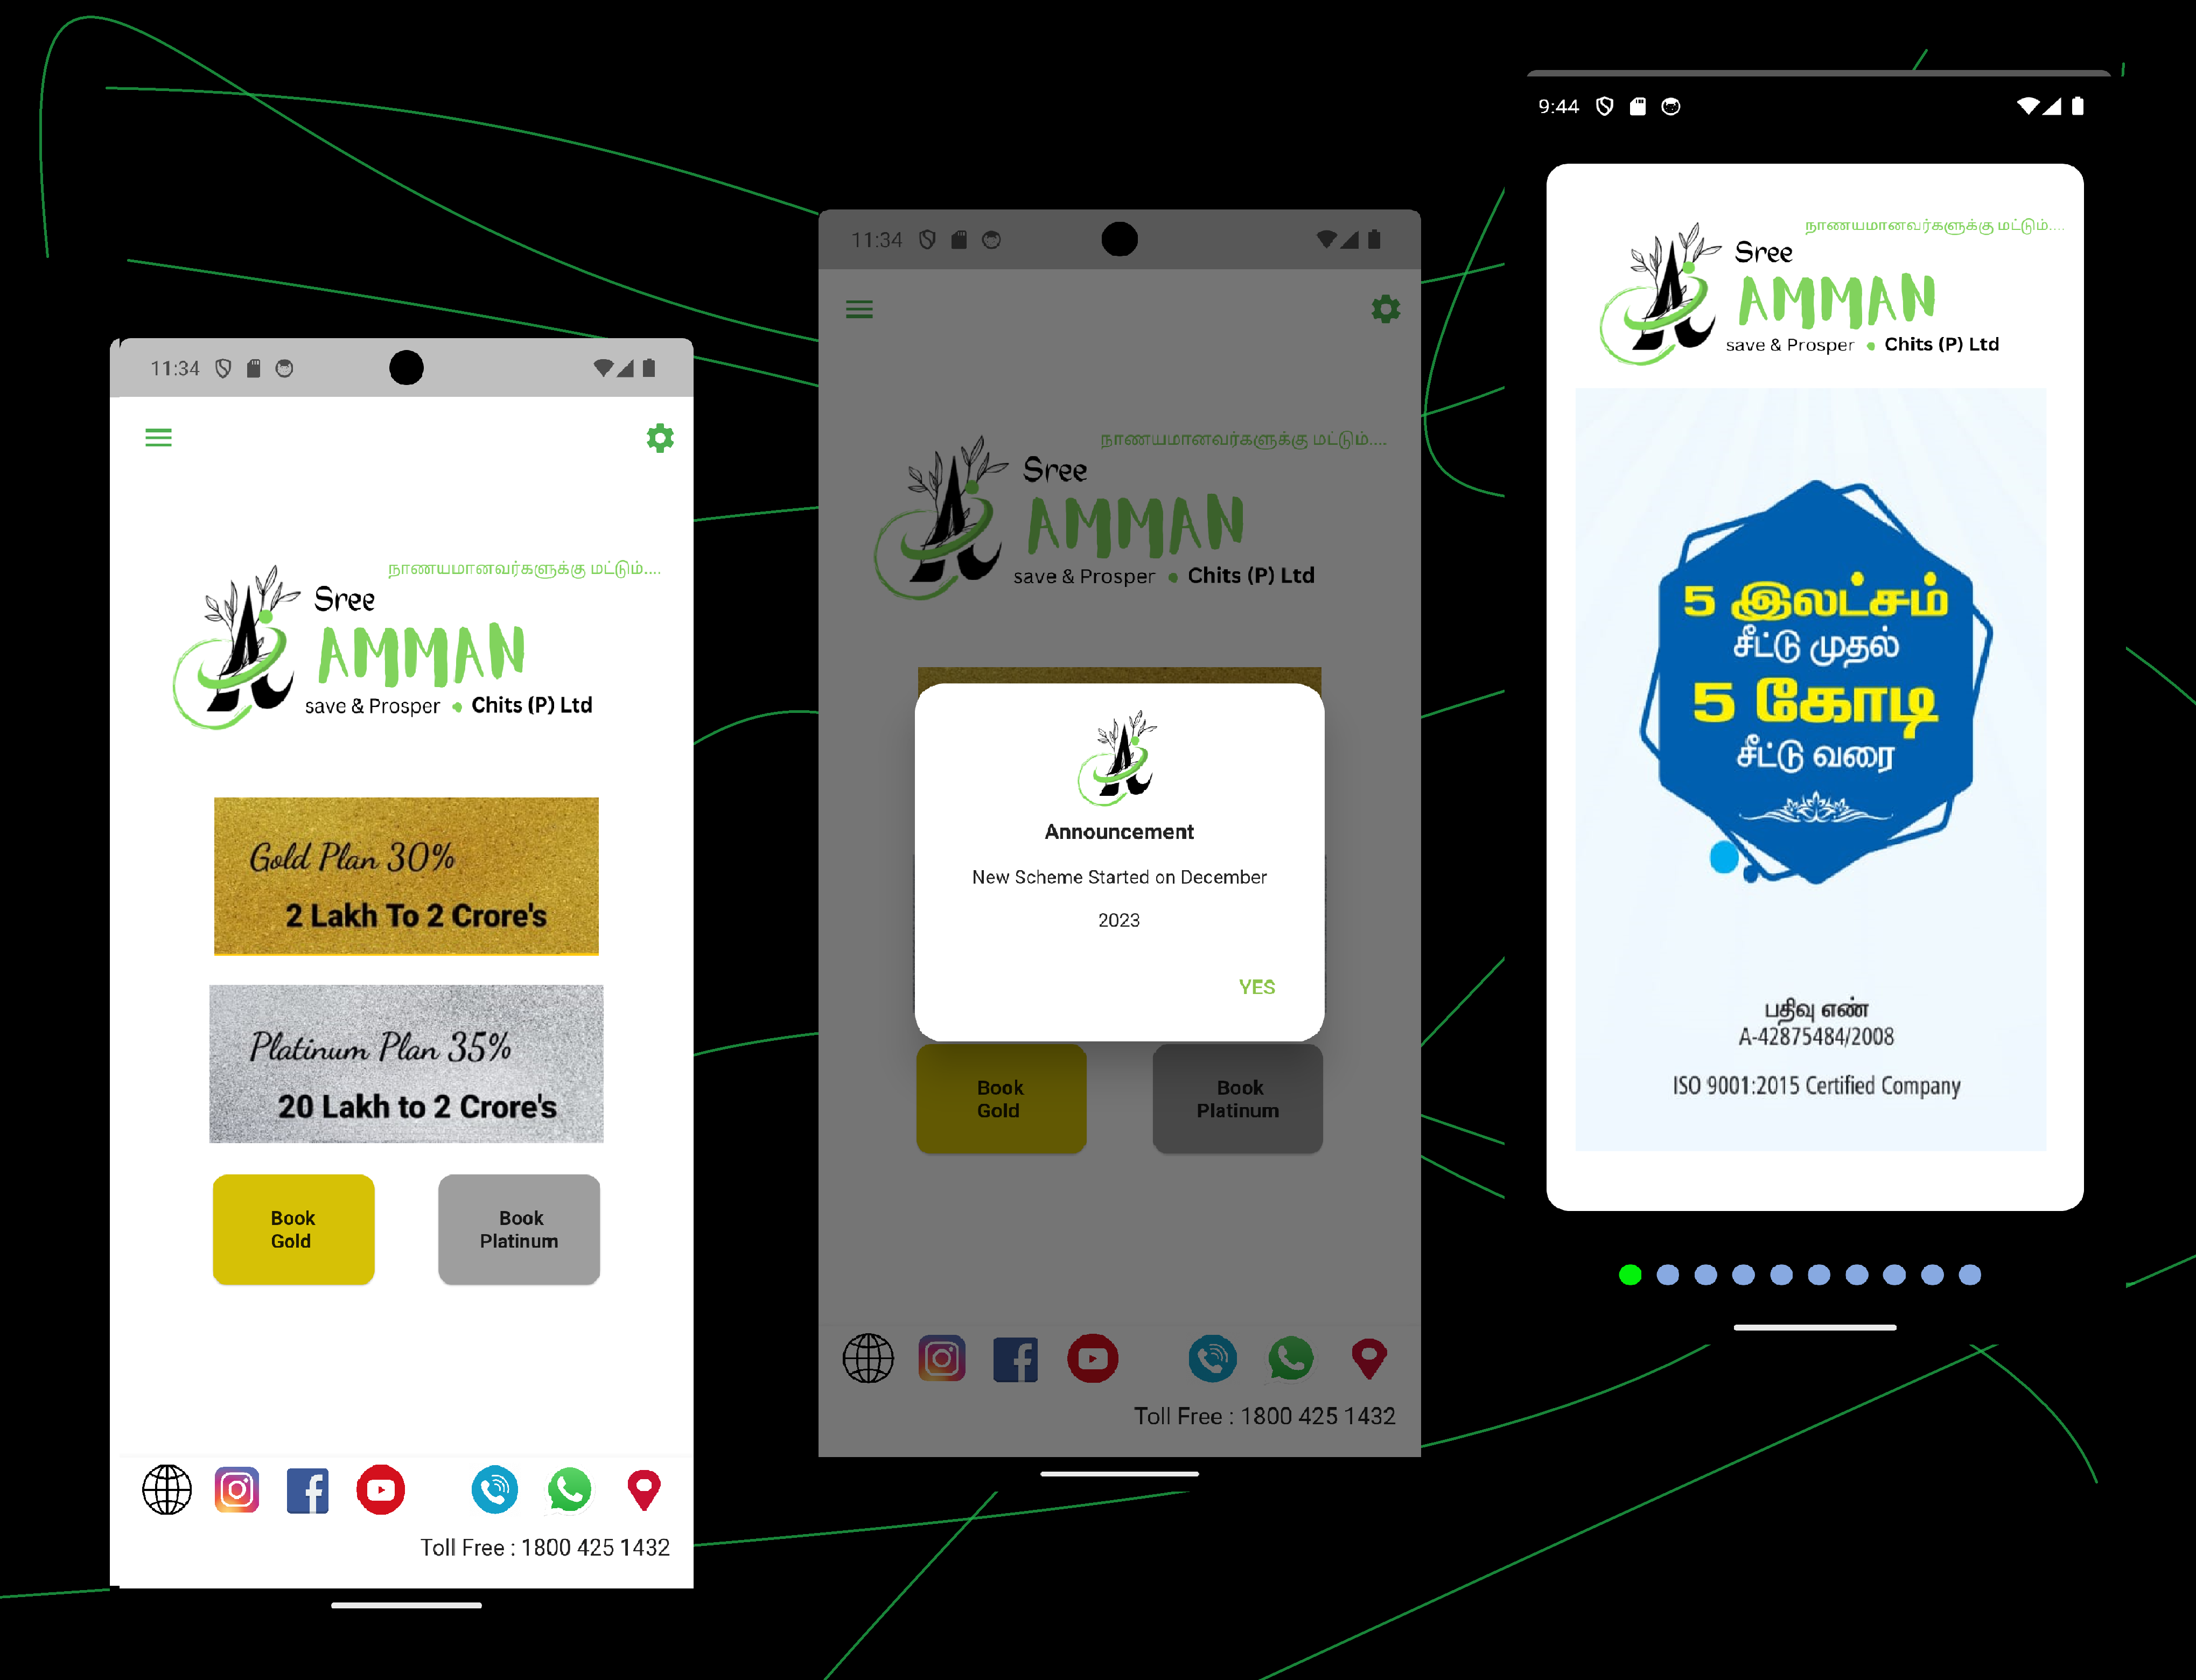 11:34
நாணயமானவர்களுக்கு மட்டும்....
Sree
AMMAN
save & Prosper • Chits (P) Ltd
Gold Plan 30%
2 Lakh To 2 Crore's
Platinum Plan 35%
20 Lakh to 2 Crore's
Book
Gold
Book
Platinum
Toll Free : 1800 425 1432
11:34
நாணயமானவர்களுக்கு மட்டும்....
Sree
AMMAN
save & Prosper • Chits (P) Ltd
Announcement
New Scheme Started on December
2023
YES
Book
Gold
Book
Platinum
Toll Free : 1800 425 1432
9:44
நாணயமானவர்களுக்கு மட்டும்....
Sree
AMMAN
save & Prosper • Chits (P) Ltd
5 இலட்சம்
சீட்டு முதல்
5 கோடி
சீட்டு வரை
பதிவு எண்
A-42875484/2008
ISO 9001:2015 Certified Company